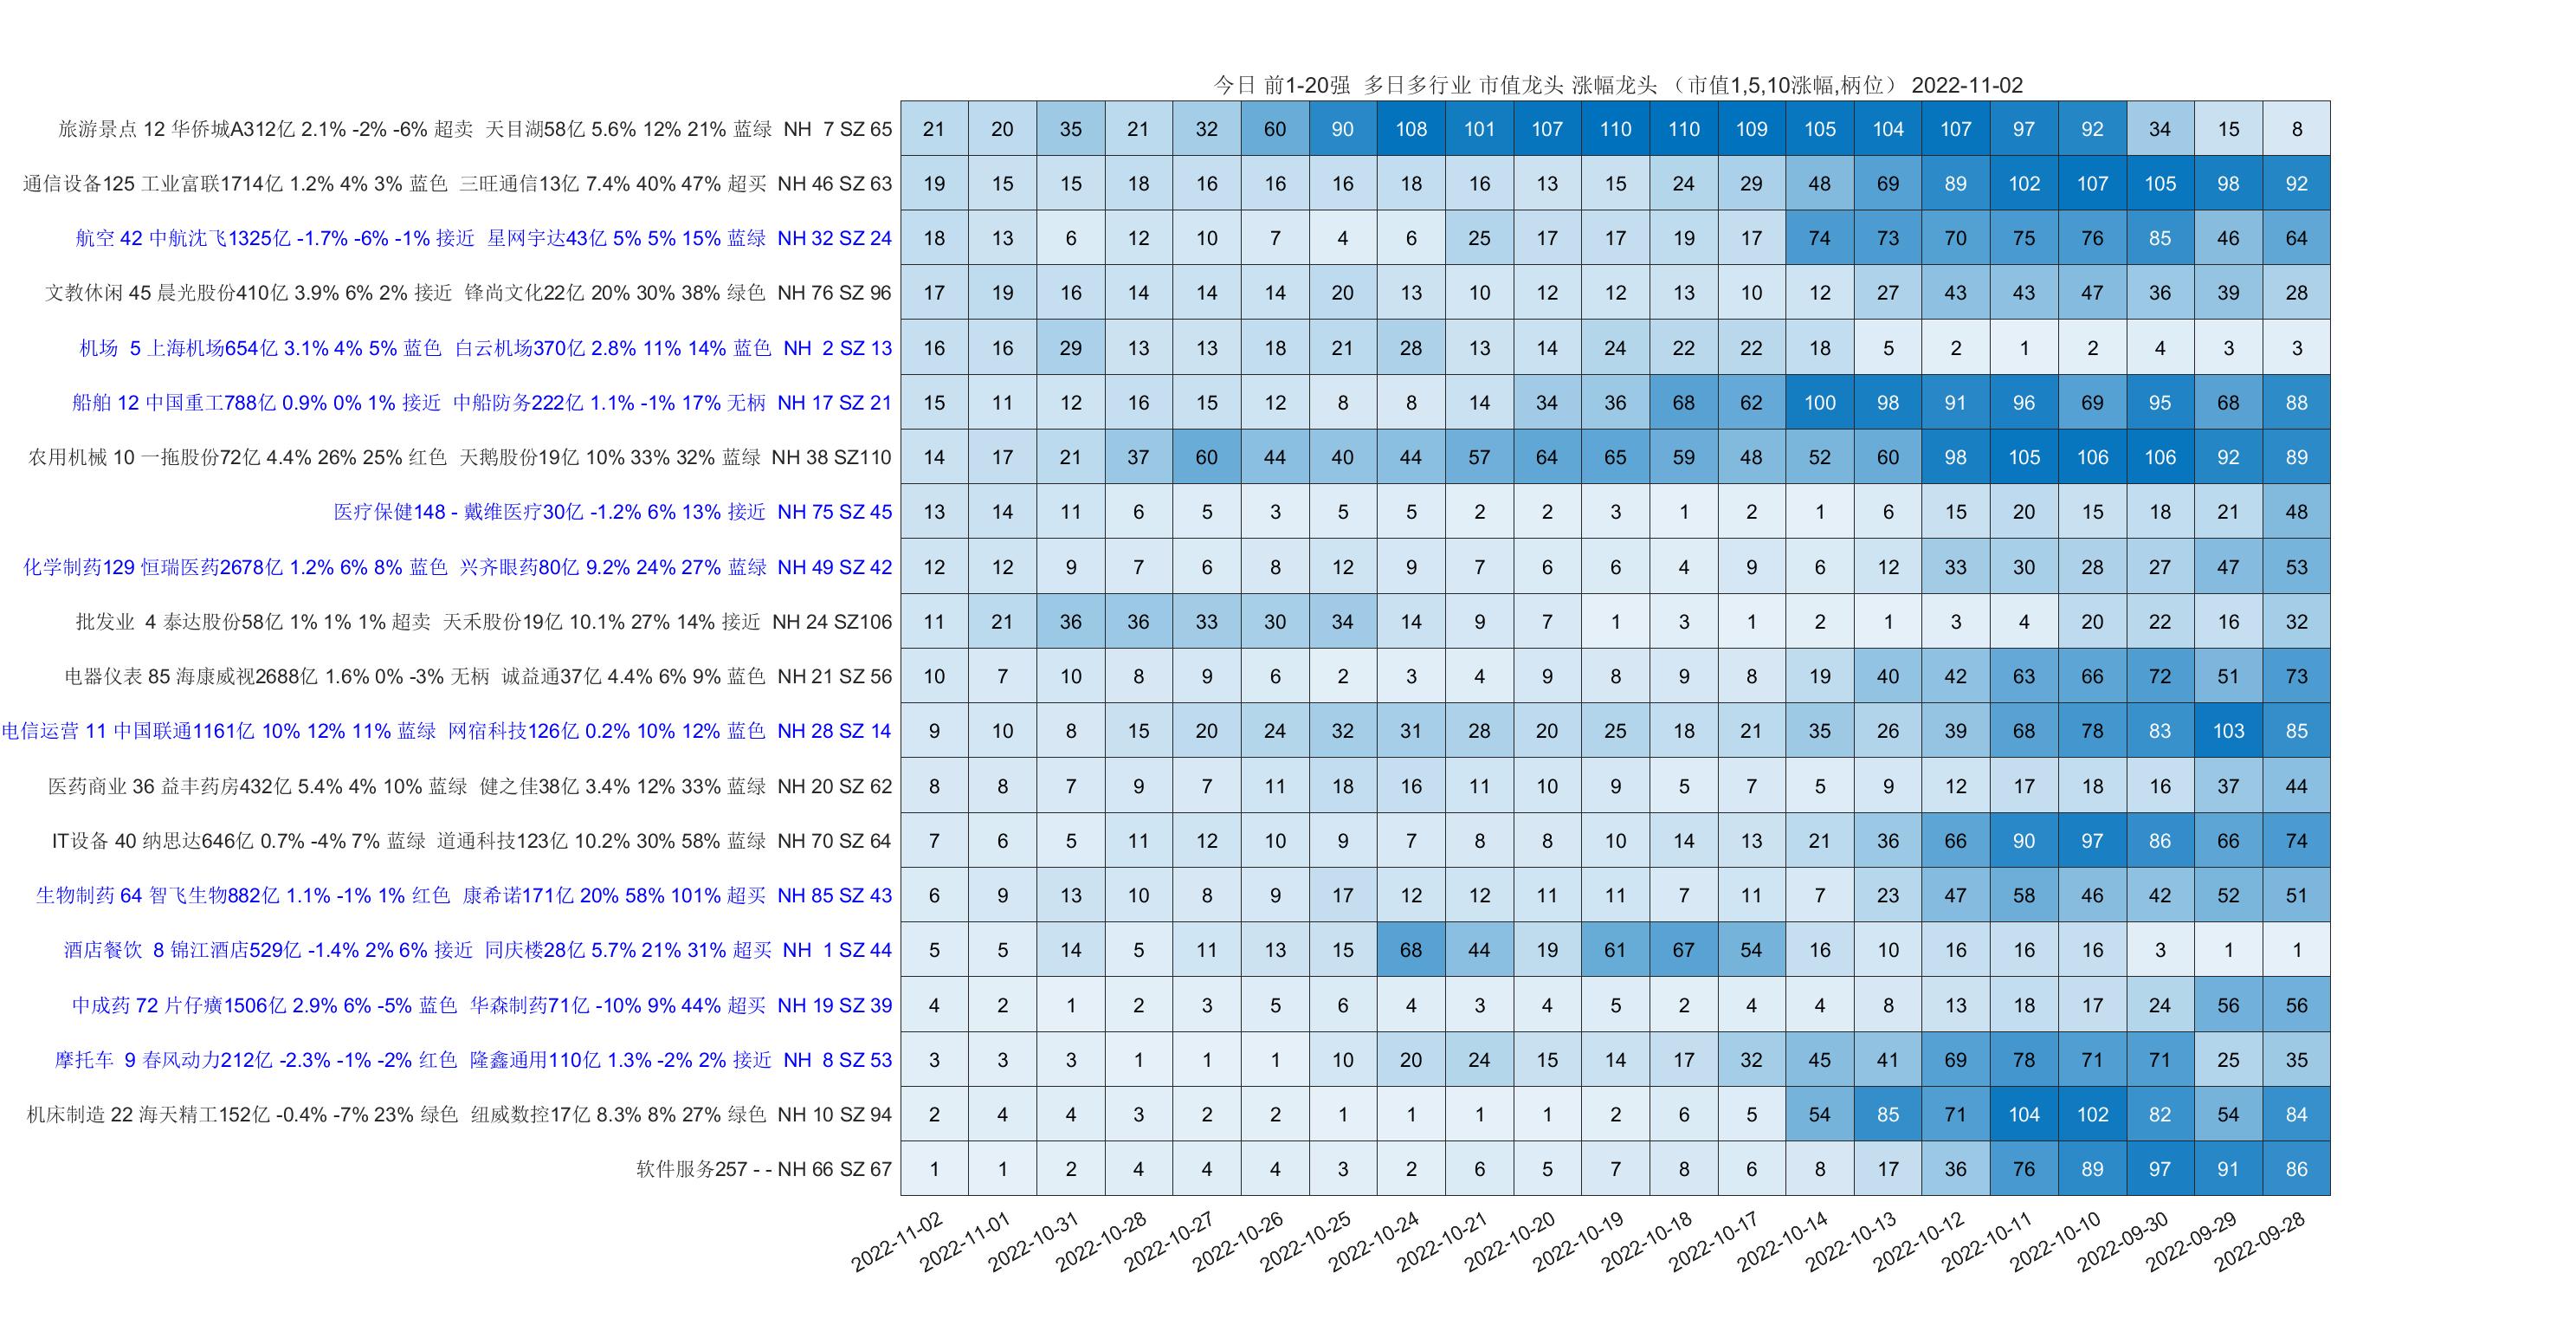 今日 前1-20强 多日多行业 市值龙头 涨幅龙头 （市值1,5,10涨幅,柄位） 2022-11-02
旅游景点 12 华侨城A312亿 2.1% -2% -6% 超卖 天目湖58亿 5.6% 12% 21% 蓝绿 NH 7 SZ 65 21 20 35 21 32 60 90 108 101 107 110 110 109 105 104 107 97 92 34 15 8
通信设备125 工业富联1714亿 1.2% 4% 3% 蓝色 三旺通信13亿 7.4% 40% 47% 超买 NH 46 SZ 63 19 15 15 18 16 16 16 18 16 13 15 24 29 48 69 89 102 107 105 98 92
航空 42 中航沈飞1325亿 -1.7% -6% -1% 接近 星网宇达43亿 5% 5% 15% 蓝绿 NH 32 SZ 24 18 13 6 12 10 7 4 6 25 17 17 19 17 74 73 70 75 76 85 46 64
文教休闲 45 晨光股份410亿 3.9% 6% 2% 接近 锋尚文化22亿 20% 30% 38% 绿色 NH 76 SZ 96 17 19 16 14 14 14 20 13 10 12 12 13 10 12 27 43 43 47 36 39 28
机场 5 上海机场654亿 3.1% 4% 5% 蓝色 白云机场370亿 2.8% 11% 14% 蓝色 NH 2 SZ 13 16 16 29 13 13 18 21 28 13 14 24 22 22 18 5 2 1 2 4 3 3
船舶 12 中国重工788亿 0.9% 0% 1% 接近 中船防务222亿 1.1% -1% 17% 无柄 NH 17 SZ 21 15 11 12 16 15 12 8 8 14 34 36 68 62 100 98 91 96 69 95 68 88
农用机械 10 一拖股份72亿 4.4% 26% 25% 红色 天鹅股份19亿 10% 33% 32% 蓝绿 NH 38 SZ110 14 17 21 37 60 44 40 44 57 64 65 59 48 52 60 98 105 106 106 92 89
医疗保健148 - 戴维医疗30亿 -1.2% 6% 13% 接近 NH 75 SZ 45 13 14 11 6 5 3 5 5 2 2 3 1 2 1 6 15 20 15 18 21 48
化学制药129 恒瑞医药2678亿 1.2% 6% 8% 蓝色 兴齐眼药80亿 9.2% 24% 27% 蓝绿 NH 49 SZ 42 12 12 9 7 6 8 12 9 7 6 6 4 9 6 12 33 30 28 27 47 53
批发业 4 泰达股份58亿 1% 1% 1% 超卖 天禾股份19亿 10.1% 27% 14% 接近 NH 24 SZ106 11 21 36 36 33 30 34 14 9 7 1 3 1 2 1 3 4 20 22 16 32
电器仪表 85 海康威视2688亿 1.6% 0% -3% 无柄 诚益通37亿 4.4% 6% 9% 蓝色 NH 21 SZ 56 10 7 10 8 9 6 2 3 4 9 8 9 8 19 40 42 63 66 72 51 73
电信运营 11 中国联通1161亿 10% 12% 11% 蓝绿 网宿科技126亿 0.2% 10% 12% 蓝色 NH 28 SZ 14 9 10 8 15 20 24 32 31 28 20 25 18 21 35 26 39 68 78 83 103 85
医药商业 36 益丰药房432亿 5.4% 4% 10% 蓝绿 健之佳38亿 3.4% 12% 33% 蓝绿 NH 20 SZ 62 8 8 7 9 7 11 18 16 11 10 9 5 7 5 9 12 17 18 16 37 44
IT设备 40 纳思达646亿 0.7% -4% 7% 蓝绿 道通科技123亿 10.2% 30% 58% 蓝绿 NH 70 SZ 64 7 6 5 11 12 10 9 7 8 8 10 14 13 21 36 66 90 97 86 66 74
生物制药 64 智飞生物882亿 1.1% -1% 1% 红色 康希诺171亿 20% 58% 101% 超买 NH 85 SZ 43 6 9 13 10 8 9 17 12 12 11 11 7 11 7 23 47 58 46 42 52 51
酒店餐饮 8 锦江酒店529亿 -1.4% 2% 6% 接近 同庆楼28亿 5.7% 21% 31% 超买 NH 1 SZ 44 5 5 14 5 11 13 15 68 44 19 61 67 54 16 10 16 16 16 3 1 1
中成药 72 片仔癀1506亿 2.9% 6% -5% 蓝色 华森制药71亿 -10% 9% 44% 超买 NH 19 SZ 39 4 2 1 2 3 5 6 4 3 4 5 2 4 4 8 13 18 17 24 56 56
摩托车 9 春风动力212亿 -2.3% -1% -2% 红色 隆鑫通用110亿 1.3% -2% 2% 接近 NH 8 SZ 53 3 3 3 1 1 1 10 20 24 15 14 17 32 45 41 69 78 71 71 25 35
机床制造 22 海天精工152亿 -0.4% -7% 23% 绿色 纽威数控17亿 8.3% 8% 27% 绿色 NH 10 SZ 94 2 4 4 3 2 2 1 1 1 1 2 6 5 54 85 71 104 102 82 54 84
软件服务257 - - NH 66 SZ 67 1 1 2 4 4 4 3 2 6 5 7 8 6 8 17 36 76 89 97 91 86
2022-11-02 2022-11-01 2022-10-31 2022-10-28 2022-10-27 2022-10-26 2022-10-25 2022-10-24 2022-10-21 2022-10-20 2022-10-19 2022-10-18 2022-10-17 2022-10-14 2022-10-13 2022-10-12 2022-10-11 2022-10-10 2022-09-30 2022-09-29 2022-09-28